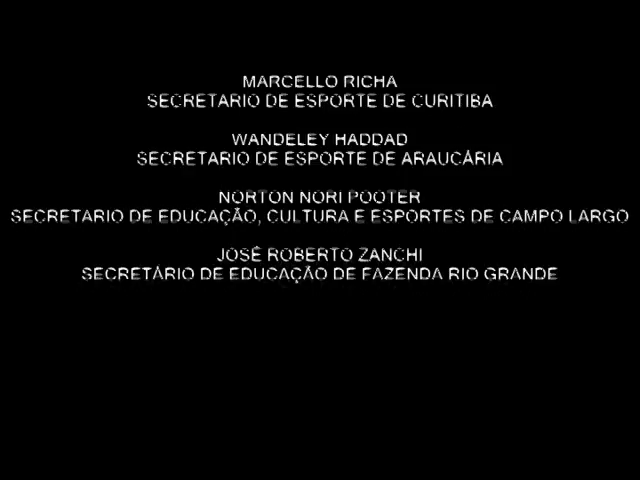 MARCELLO RICHA
SECRETARIO DE ESPORTE DE CURITIBA
WANDELEY HADDAD
SECRETARIO DE ESPORTE DE ARAUCÁRIA
NORTON NORI POOTER
SECRETARIO DE EDUCAÇÃO, CULTURA E ESPORTES DE CAMPO LARGO
JOSÉ ROBERTO ZANCHI
SECRETÁRIO DE EDUCAÇÃO DE FAZENDA RIO GRANDE